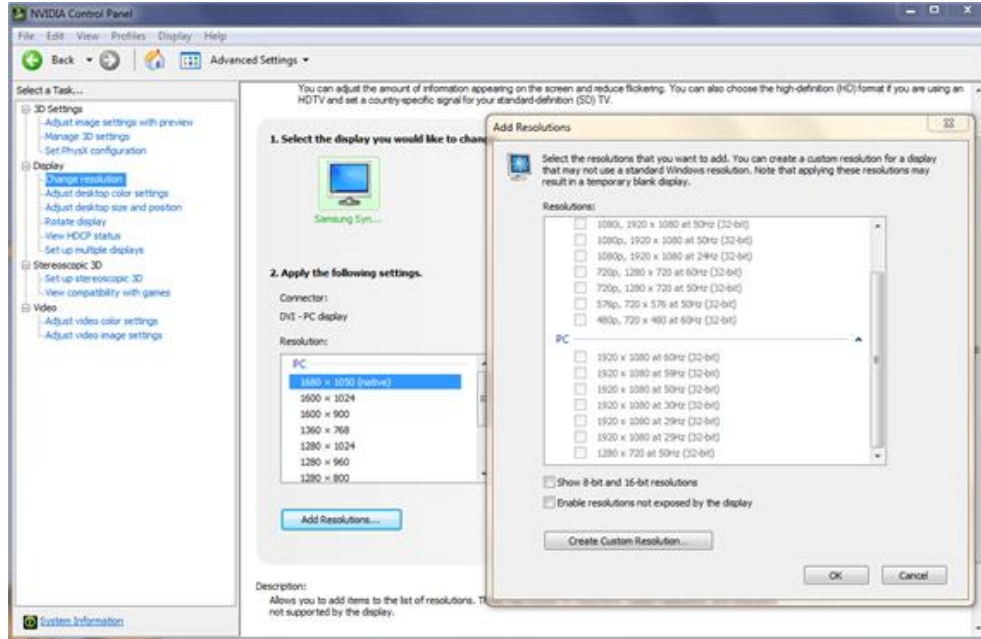 NVIDIA Control Panel
File Edit View Profiles Display Help
Back Advanced Settings
Select a Task...
3D Settings
Adjust image settings with preview
Manage 3D settings
Set PhysX configuration
Display
Change resolution
Adjust desktop color settings
Adjust desktop size and position
Rotate display
View HDCP status
Set up multiple displays
Stereoscopic 3D
Set up stereoscopic 3D
View compatibility with games
Video
Adjust video color settings
Adjust video image settings
System Information
You can adjust the amount of information appearing on the screen and reduce flickering. You can also choose the high-definition (HD) format if you are using an
HDTV and set a country-specific signal for your standard-definition (SD) TV.
1. Select the display you would like to change
Samsung Syn...
2. Apply the following settings.
Connector:
DVI - PC display
Resolution:
PC
1680 × 1050 (native)
1600 × 1024
1600 × 900
1360 × 768
1280 × 1024
1280 × 960
1280 × 800
Add Resolutions...
Description:
Allows you to add items to the list of resolutions.
not supported by the display.
Add Resolutions
Select the resolutions that you want to add. You can create a custom resolution for a display
that may not use a standard Windows resolution. Note that applying these resolutions may
result in a temporary blank display.
Resolutions:
1080i, 1920 x 1080 at 50Hz (32-bit)
1080p, 1920 x 1080 at 50Hz (32-bit)
1080p, 1920 x 1080 at 24Hz (32-bit)
720p, 1280 x 720 at 60Hz (32-bit)
720p, 1280 x 720 at 50Hz (32-bit)
576p, 720 x 576 at 50Hz (32-bit)
480p, 720 x 480 at 60Hz (32-bit)
PC
1920 x 1080 at 60Hz (32-bit)
1920 x 1080 at 59Hz (32-bit)
1920 x 1080 at 50Hz (32-bit)
1920 x 1080 at 30Hz (32-bit)
1920 x 1080 at 29Hz (32-bit)
1920 x 1080 at 25Hz (32-bit)
1280 x 720 at 50Hz (32-bit)
Show 8-bit and 16-bit resolutions
Enable resolutions not exposed by the display
Create Custom Resolution...
OK Cancel